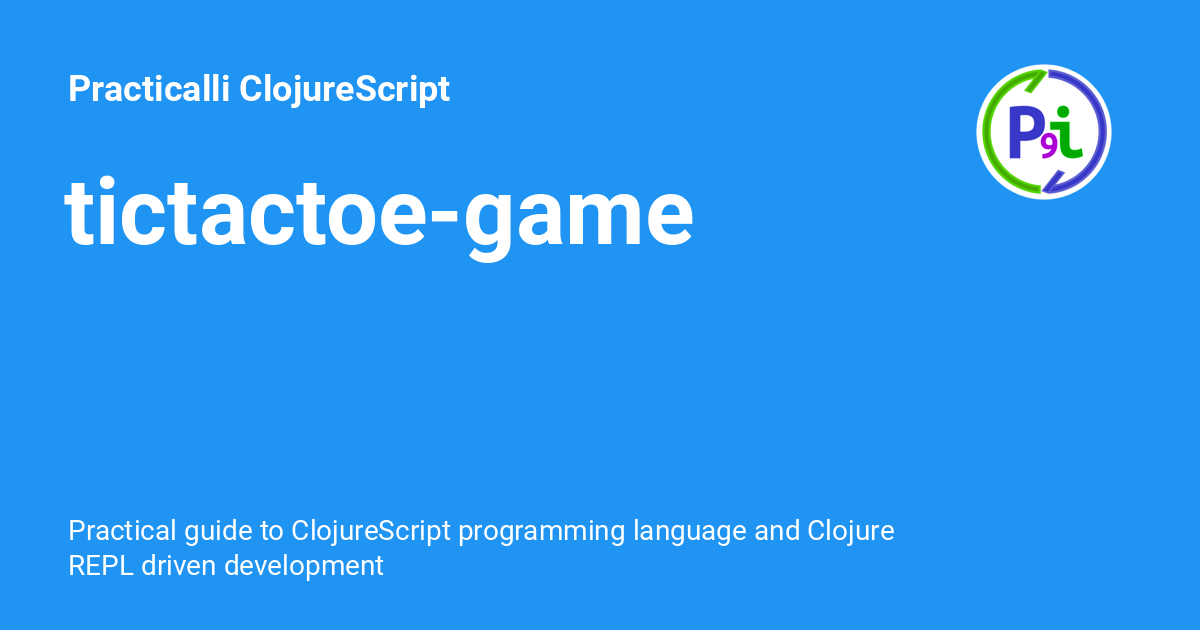 Practicalli ClojureScript
P9i
tictactoe-game
Practical guide to ClojureScript programming language and Clojure
REPL driven development